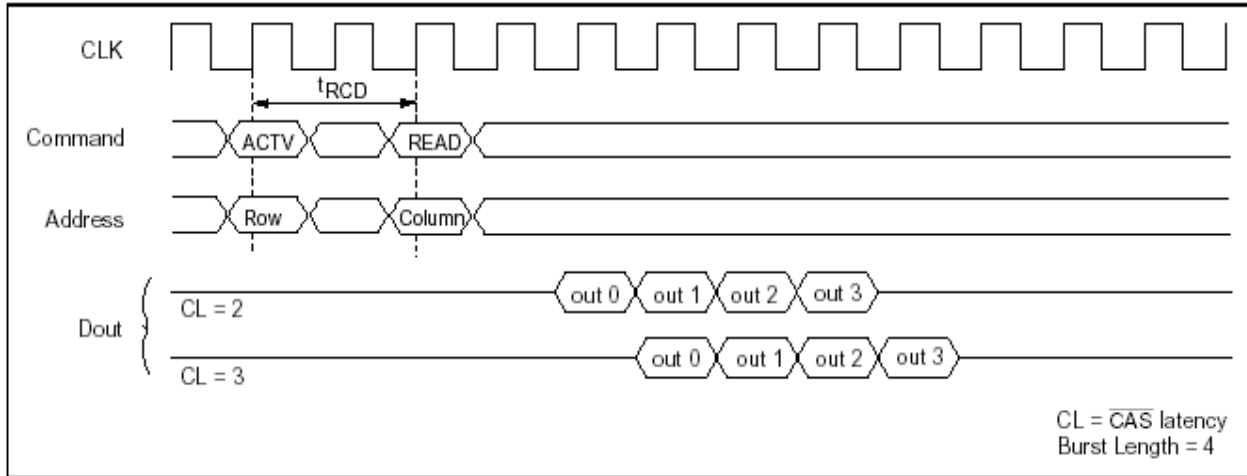 CLK
tRCD
Command ACTV READ
Address Row Column
out 0 out 1 out 2 out 3
CL = 2
Dout
out 0 out 1 out 2 out 3
CL = 3
CL = CAS latency
Burst Length = 4